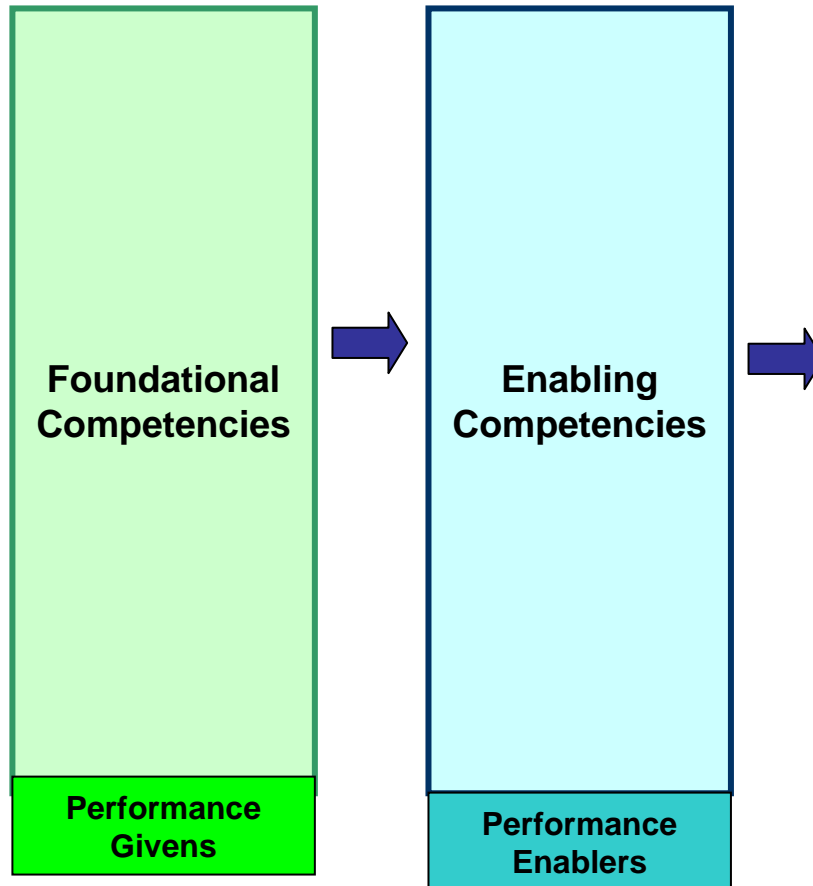 Foundational
Competencies
Performance
Givens
Enabling
Competencies
Performance
Enablers